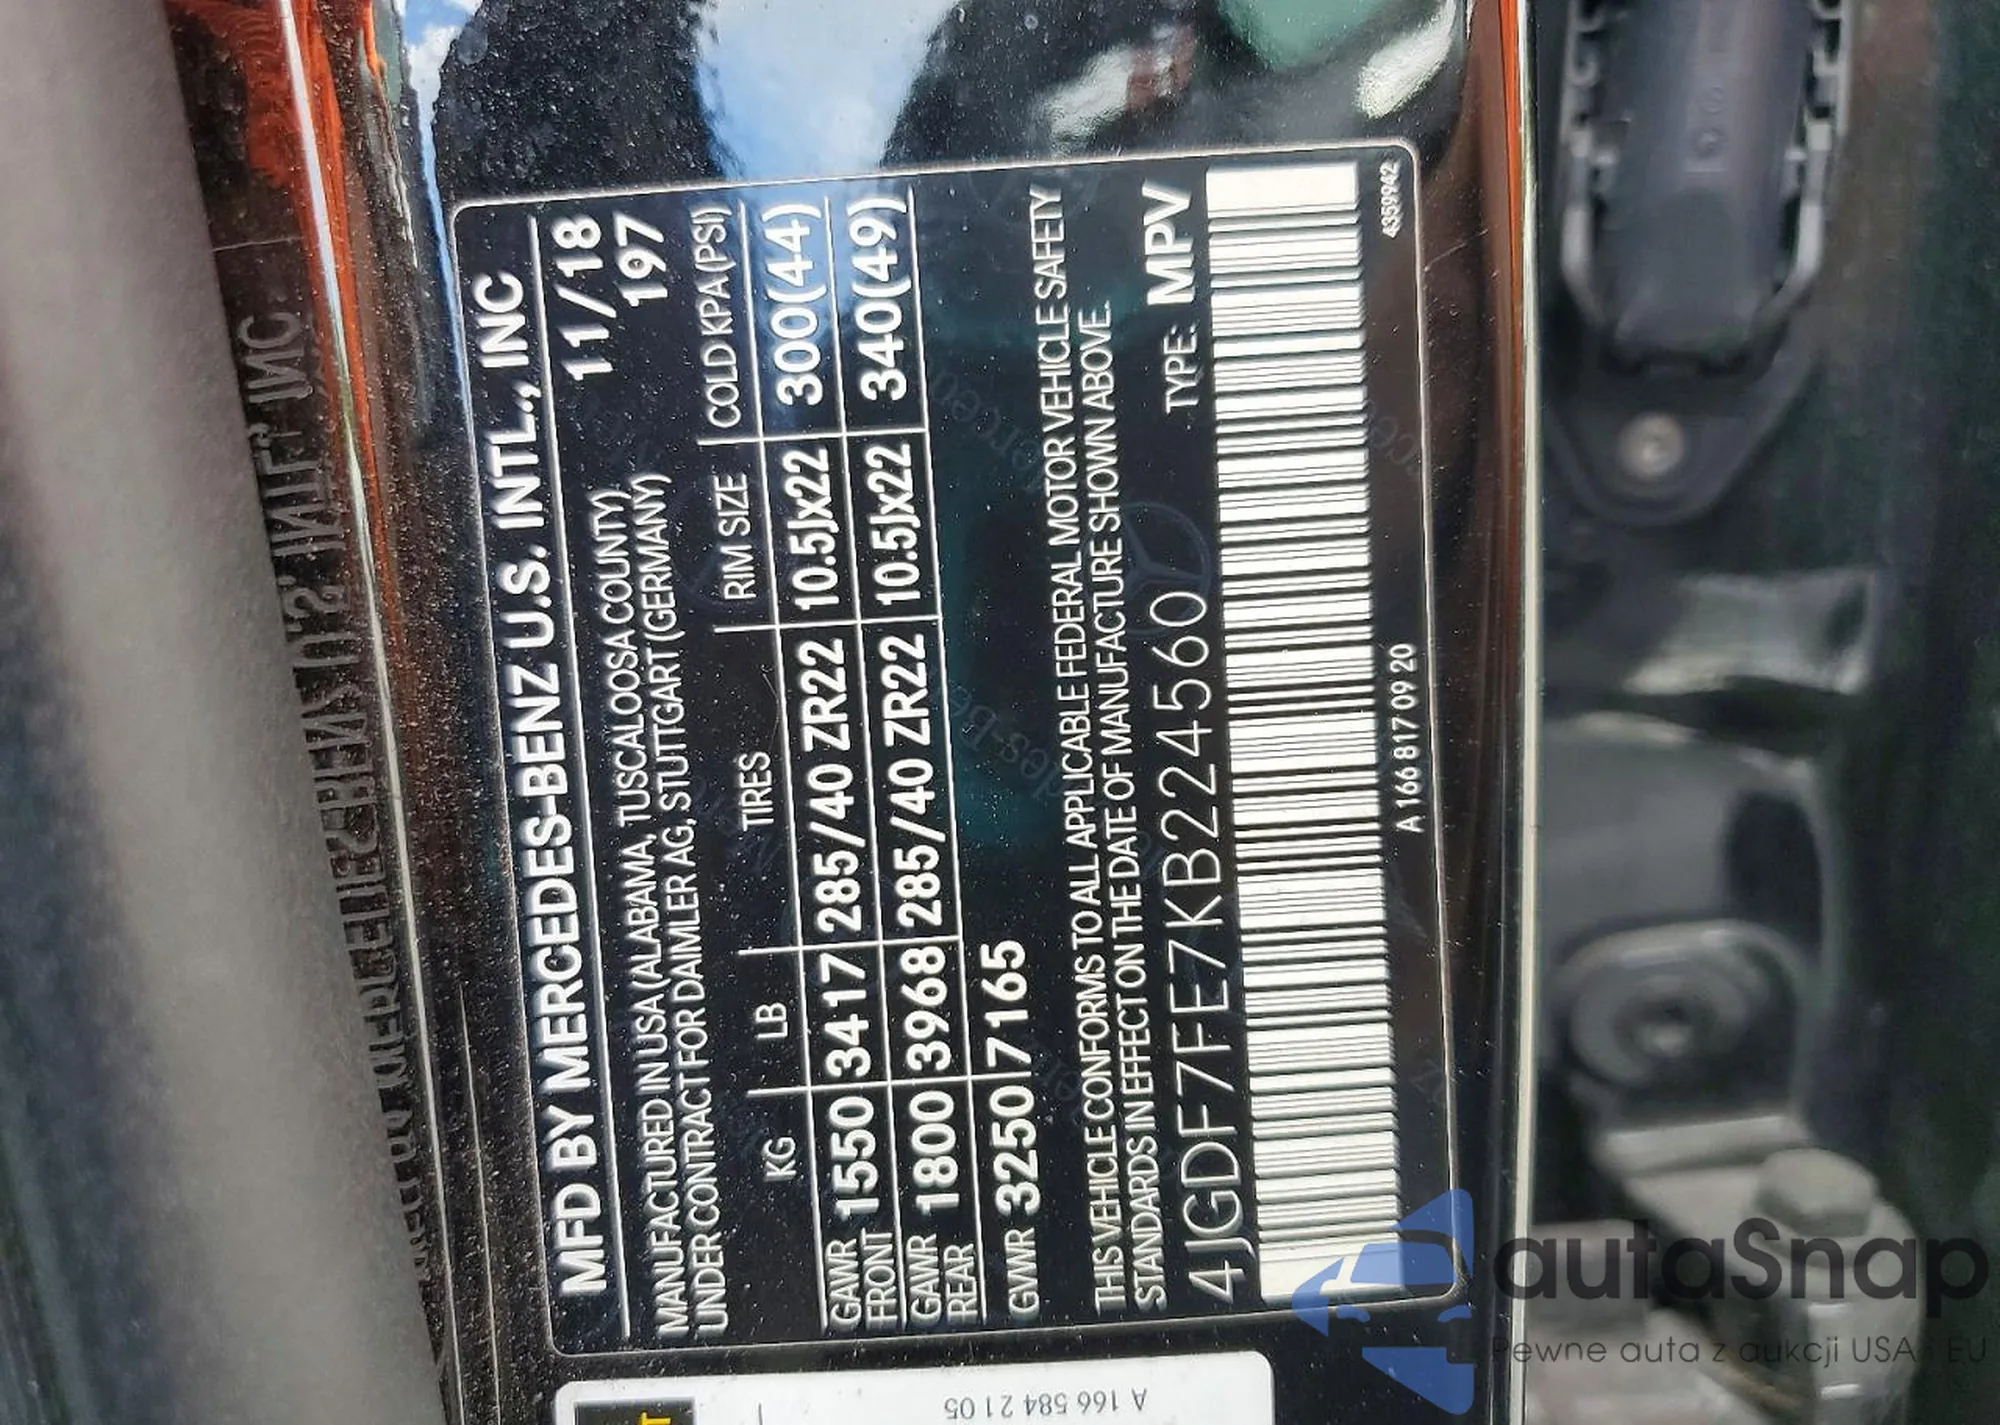 MFD BY MERCEDES-BENZ U.S. INTL., INC
11/18
MANUFACTURED IN USA (ALABAMA, TUSCALOOSA COUNTY) 197
UNDER CONTRACT FOR DAIMLER AG, STUTTGART (GERMANY)
KG LB TIRES RIM SIZE COLD KPA(PSI)
GAWR FRONT 1550 3417 285/40 ZR22 10.5Jx22 300(44)
GAWR REAR 1800 3968 285/40 ZR22 10.5Jx22 340(49)
GVWR 3250 7165
THIS VEHICLE CONFORMS TO ALL APPLICABLE FEDERAL MOTOR VEHICLE SAFETY
STANDARDS IN EFFECT ON THE DATE OF MANUFACTURE SHOWN ABOVE.
4JGDF7FE7KB224560 TYPE: MPV
A 166 817 09 20
4359942
A 166 584 21 05
autaSnap
Pewne auta z aukcji USA i EU